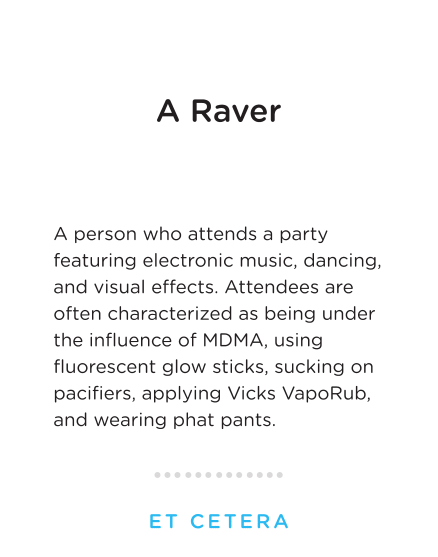 A Raver
A person who attends a party
featuring electronic music, dancing,
and visual effects. Attendees are
often characterized as being under
the influence of MDMA, using
fluorescent glow sticks, sucking on
pacifiers, applying Vicks VapoRub,
and wearing phat pants.
ET CETERA